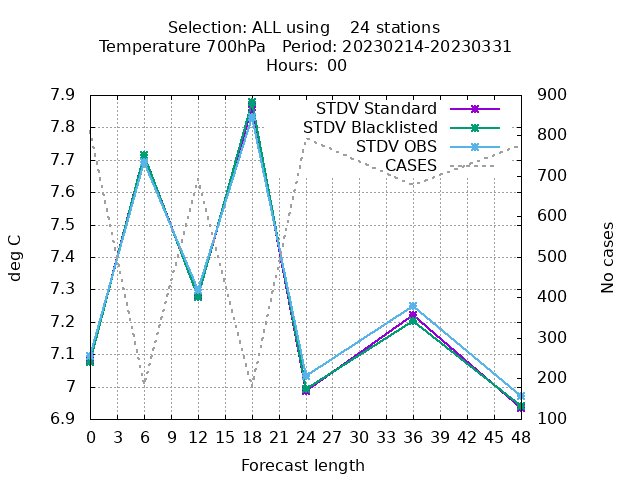 Selection: ALL using    24 stations
Temperature 700hPa   Period: 20230214-20230331
Hours:  00
7.9
7.8
7.7
7.6
7.5
7.4
7.3
7.2
7.1
7
6.9
deg C
STDV Standard
STDV Blacklisted
STDV OBS
CASES
900
800
700
600
500
400
300
200
100
No cases
0 3 6 9 12 15 18 21 24 27 30 33 36 39 42 45 48
Forecast length